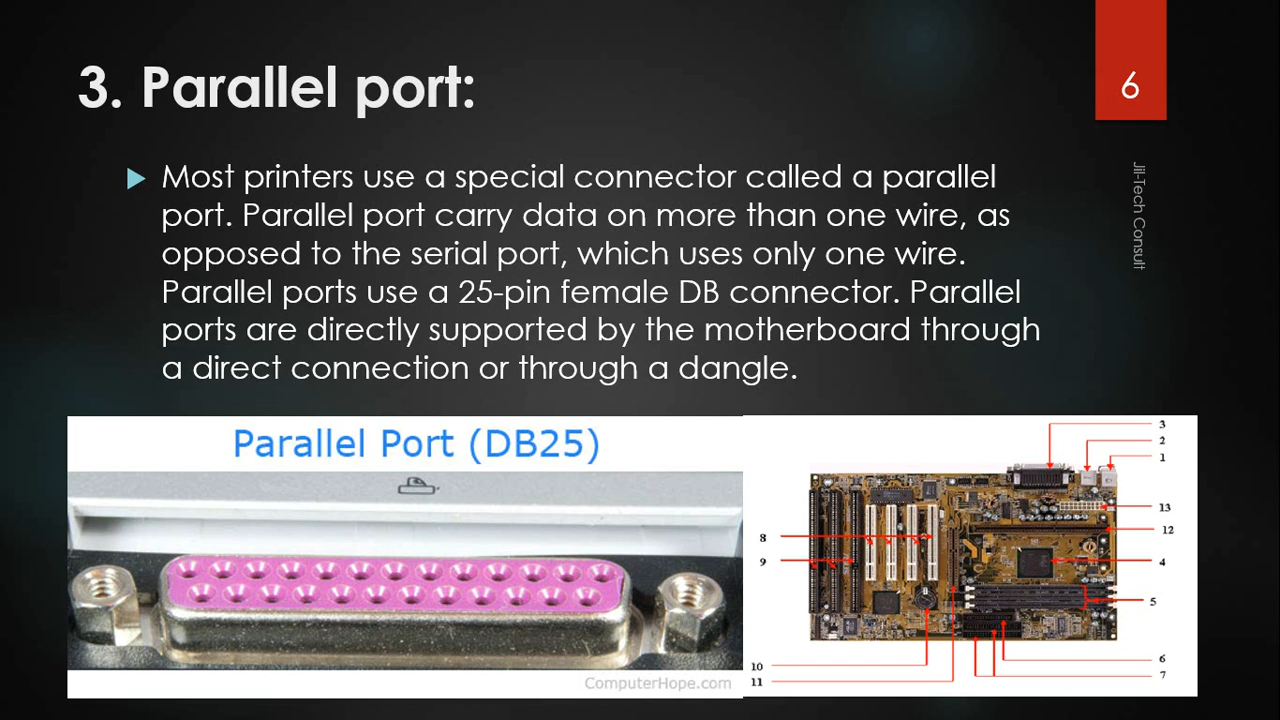 3. Parallel port:
6
Jil-Tech Consult
Most printers use a special connector called a parallel
port. Parallel port carry data on more than one wire, as
opposed to the serial port, which uses only one wire.
Parallel ports use a 25-pin female DB connector. Parallel
ports are directly supported by the motherboard through
a direct connection or through a dangle.
Parallel Port (DB25)
ComputerHope.com
3
2
1
13
12
8
9
4
5
10
11
6
7